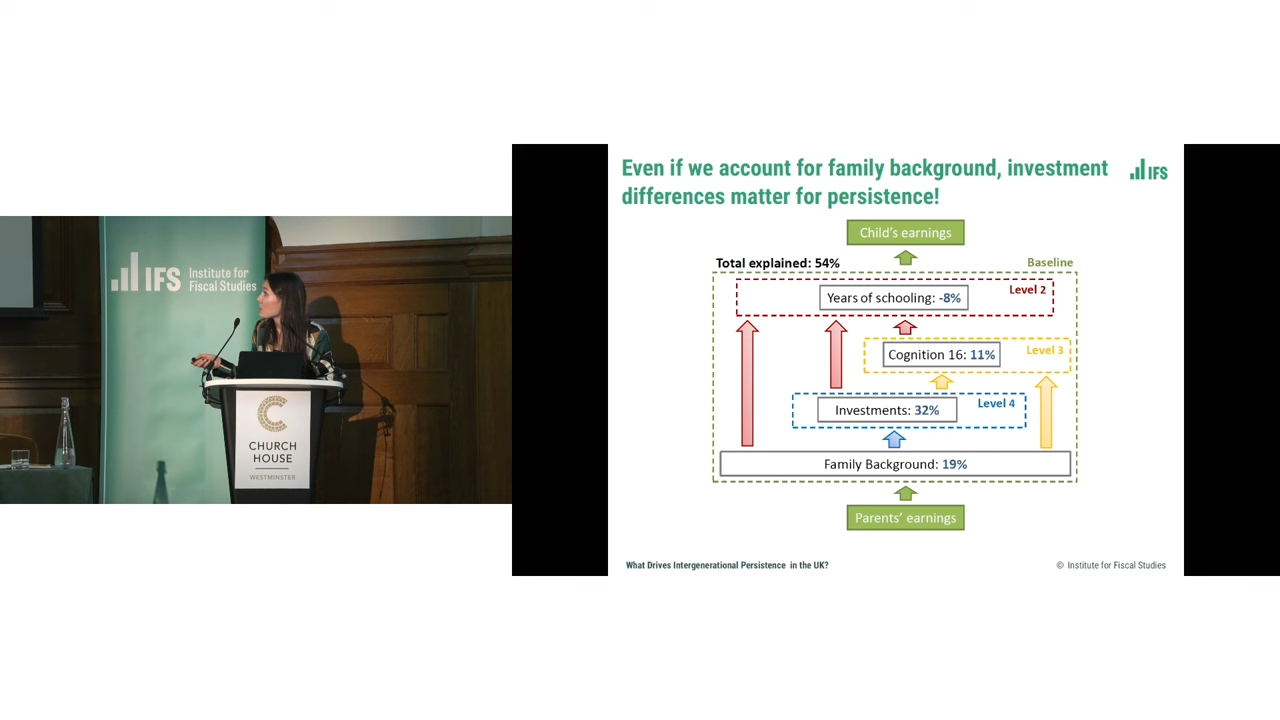 IFS
Institute for
Fiscal Studies
CHURCH
HOUSE
WESTMINSTER
Even if we account for family background, investment
differences matter for persistence!
IFS
Child's earnings
Total explained: 54%
Baseline
Level 2
Years of schooling: -8%
Level 3
Cognition 16: 11%
Level 4
Investments: 32%
Family Background: 19%
Parents' earnings
What Drives Intergenerational Persistence in the UK?
© Institute for Fiscal Studies